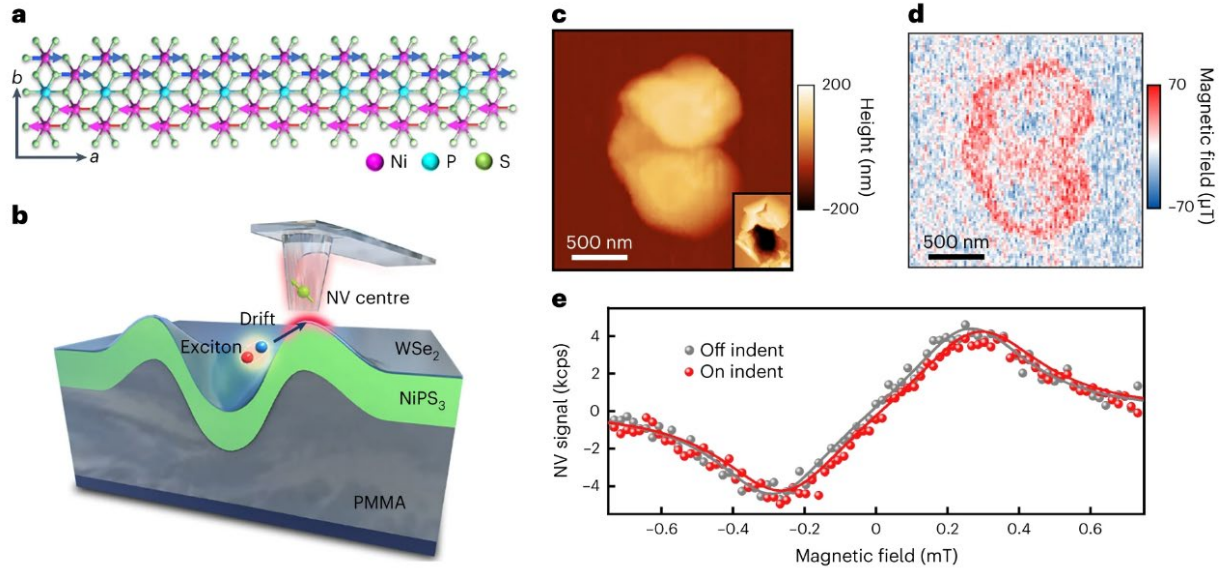 a
b
a
Ni P S
b
NV centre
Drift
Exciton
WSe2
NiPS3
PMMA
c
500 nm
200
−200
Height (nm)
d
500 nm
70
−70
Magnetic field (μT)
e
Off indent
On indent
4
2
0
−2
−4
NV signal (kcps)
−0.6 −0.4 −0.2 0 0.2 0.4 0.6
Magnetic field (mT)